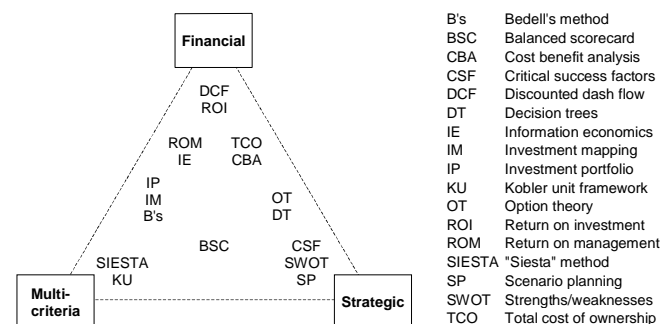 Financial
DCF
ROI
ROM TCO
IE CBA
IP
IM
B's
OT
DT
BSC
CSF
SWOT
SP
SIESTA
KU
Multi-
criteria
Strategic
B's Bedell's method
BSC Balanced scorecard
CBA Cost benefit analysis
CSF Critical success factors
DCF Discounted dash flow
DT Decision trees
IE Information economics
IM Investment mapping
IP Investment portfolio
KU Kobler unit framework
OT Option theory
ROI Return on investment
ROM Return on management
SIESTA "Siesta" method
SP Scenario planning
SWOT Strengths/weaknesses
TCO Total cost of ownership